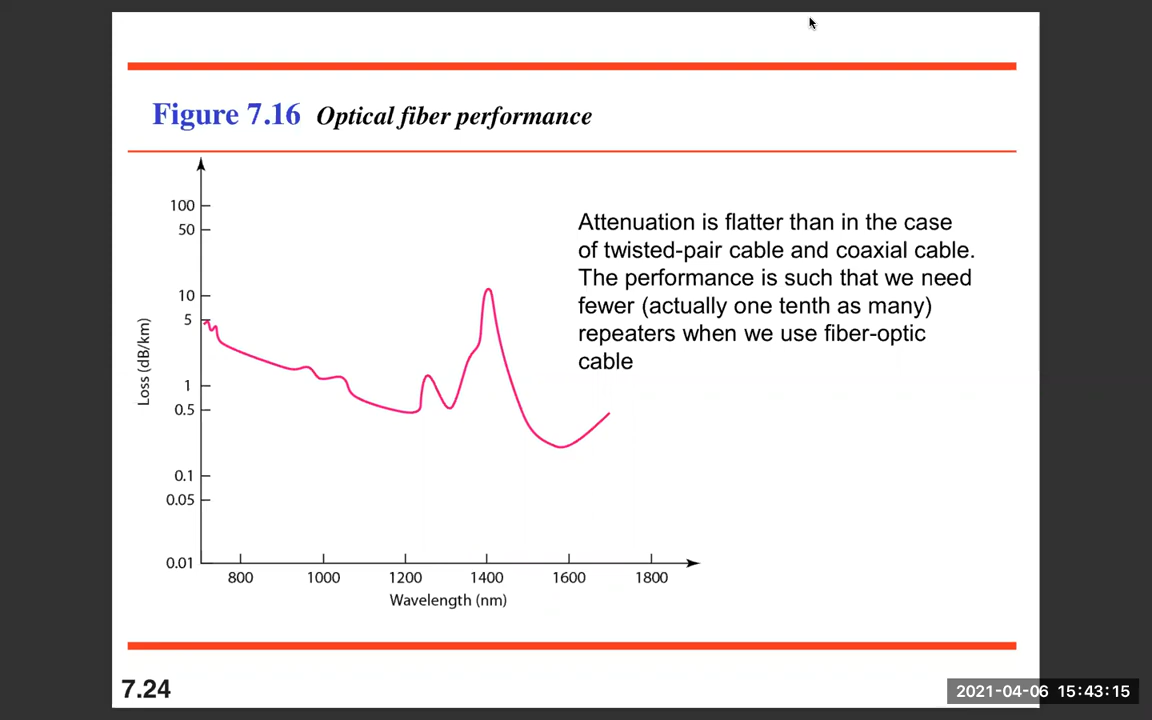 Figure 7.16 Optical fiber performance
100
50
10
5
1
0.5
0.1
0.05
0.01
Loss (dB/km)
800 1000 1200 1400 1600 1800
Wavelength (nm)
Attenuation is flatter than in the case
of twisted-pair cable and coaxial cable.
The performance is such that we need
fewer (actually one tenth as many)
repeaters when we use fiber-optic
cable
7.24
2021-04-06 15:43:15